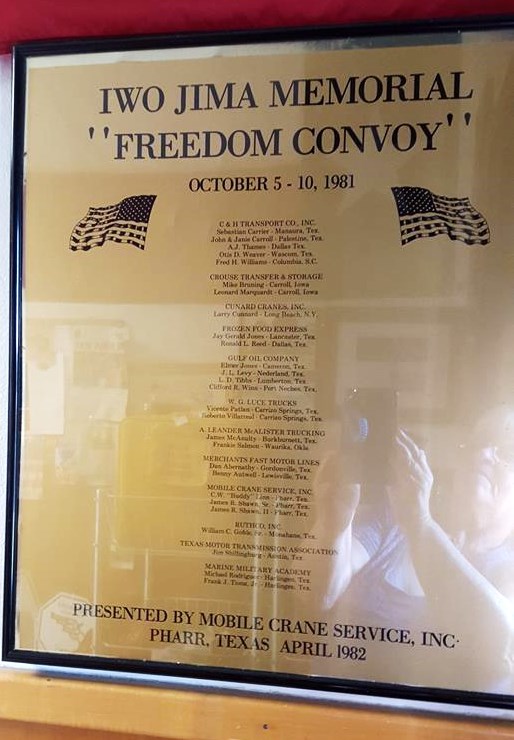 IWO JIMA MEMORIAL
"FREEDOM CONVOY"
OCTOBER 5 - 10, 1981
C & H TRANSPORT CO., INC.
Sebastian Carrier - Mansura, Tex.
John & Janie Carroll - Palestine, Tex.
A.J. Thames - Dallas Tex.
Otis D. Weaver - Wascom, Tex.
Fred H. Williams - Columbia, S.C.
CROUSE TRANSFER & STORAGE
Mike Bruning - Carroll, Iowa
Leonard Marquardt - Carroll, Iowa
CUNARD CRANES, INC.
Larry Cunnard - Long Beach, N.Y.
FROZEN FOOD EXPRESS
Jay Gerald Jones - Lancaster, Tex.
Ronald L. Reed - Dallas, Tex.
GULF OIL COMPANY
Elmer Jones - Cameron, Tex.
J. L. Levy - Nederland, Tex.
L. D. Tibbs - Lumberton, Tex.
Clifford R. Winn - Port Neches, Tex.
W. G. LUCE TRUCKS
Vicente Patlan - Carrizo Springs, Tex.
Roberto Villarreal - Carrizo Springs, Tex.
A. LEANDER McALISTER TRUCKING
James McAnulty - Burkburnett, Tex.
Frankie Salmon - Waurika, Okla.
MERCHANTS FAST MOTOR LINES
Dan Abernathy - Gordonville, Tex.
Benny Autwell - Lewisville, Tex.
MOBILE CRANE SERVICE, INC.
C.W. "Buddy" Linn - Pharr, Tex.
James R. Shawn, Sr. - Pharr, Tex.
James R. Shawn, II - Pharr, Tex.
RUTHCO, INC.
William C. Goble, Sr. - Monahans, Tex.
TEXAS MOTOR TRANSMISSION ASSOCIATION
Jim Shillingburg - Austin, Tex.
MARINE MILITARY ACADEMY
Michael Rodriguez - Harlingen, Tex.
Frank J. Jr. - Harlingen, Tex.
PRESENTED BY MOBILE CRANE SERVICE, INC.
PHARR, TEXAS APRIL 1982